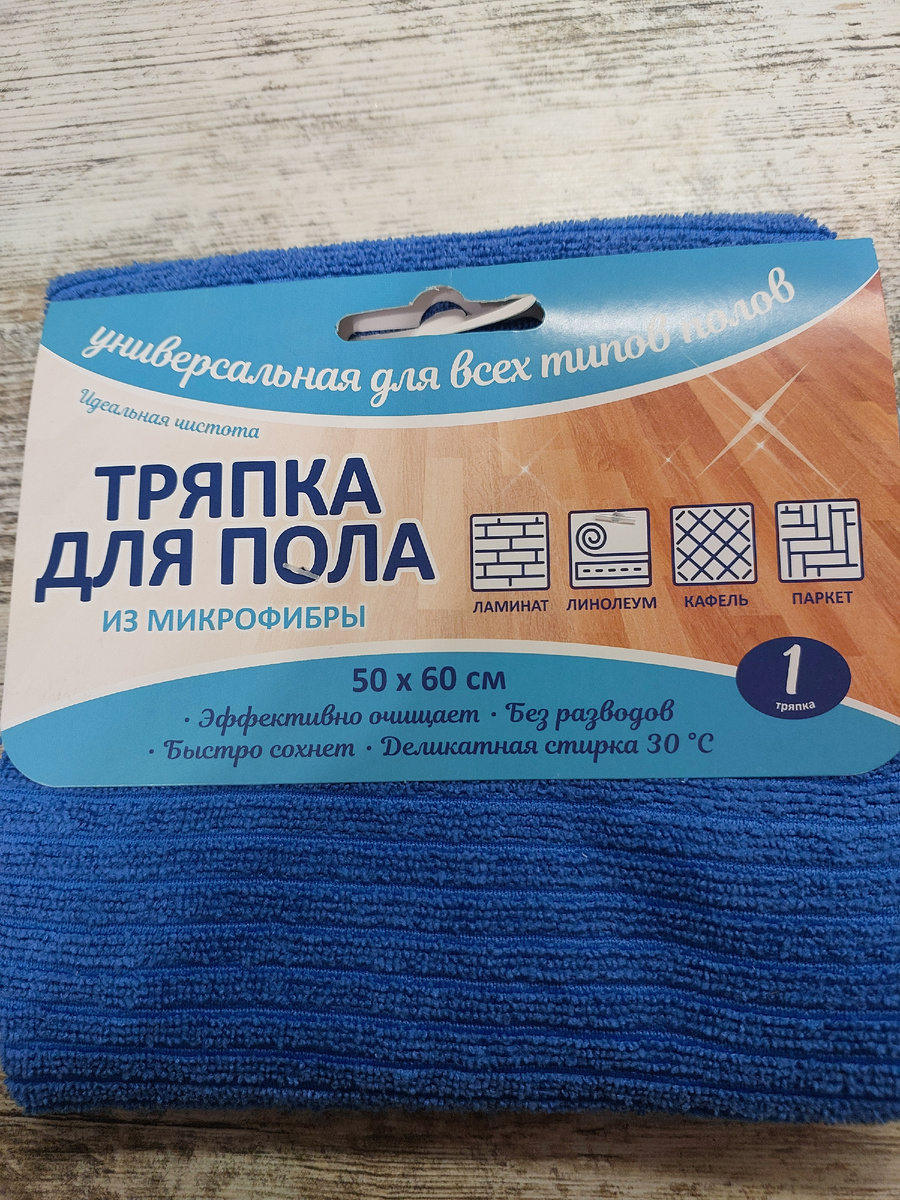 универсальная для всех типов полов
Идеальная чистота
ТРЯПКА
ДЛЯ ПОЛА
ИЗ МИКРОФИБРЫ
ЛАМИНАТ ЛИНОЛЕУМ КАФЕЛЬ ПАРКЕТ
50 х 60 см
1
тряпка
· Эффективно очищает · Без разводов
· Быстро сохнет · Деликатная стирка 30 °С